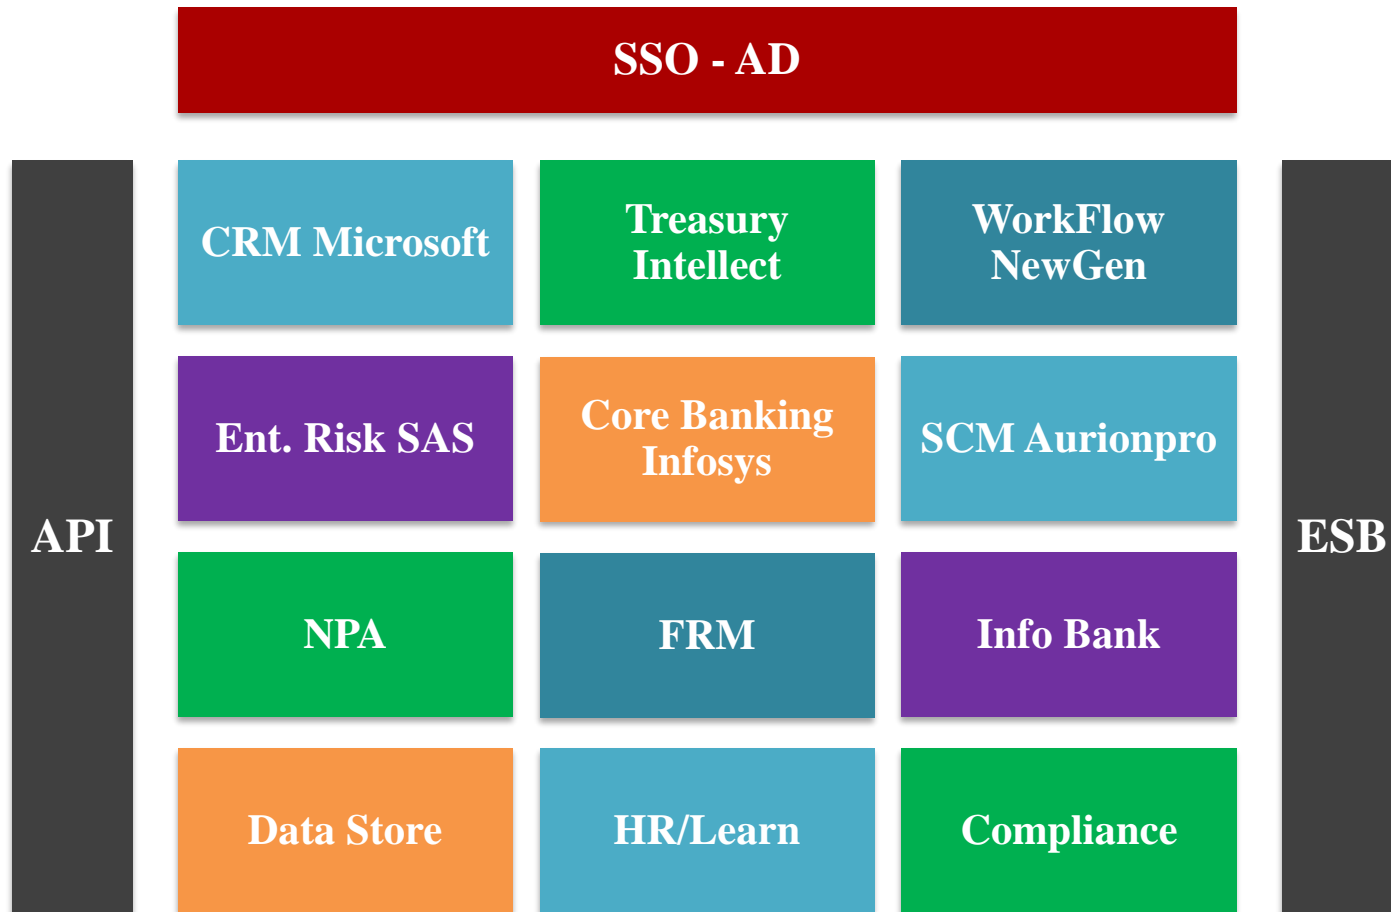 SSO - AD
API
CRM Microsoft
Treasury
Intellect
WorkFlow
NewGen
Ent. Risk SAS
Core Banking
Infosys
SCM Aurionpro
NPA
FRM
Info Bank
Data Store
HR/Learn
Compliance
ESB